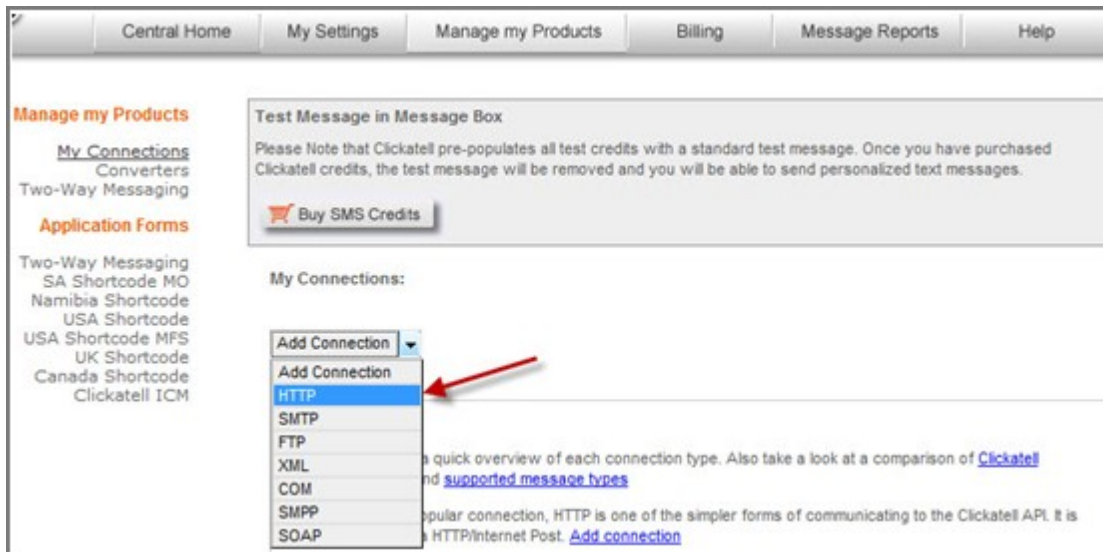 Central Home My Settings Manage my Products Billing Message Reports Help
Manage my Products
My Connections
Converters
Two-Way Messaging
Application Forms
Two-Way Messaging
SA Shortcode MO
Namibia Shortcode
USA Shortcode
USA Shortcode MFS
UK Shortcode
Canada Shortcode
Clickatell ICM
Test Message in Message Box
Please Note that Clickatell pre-populates all test credits with a standard test message. Once you have purchased
Clickatell credits, the test message will be removed and you will be able to send personalized text messages.
Buy SMS Credits
My Connections:
Add Connection
Add Connection
HTTP
SMTP
FTP
XML
COM
SMPP
SOAP
a quick overview of each connection type. Also take a look at a comparison of Clickatell
supported message types
connection, HTTP is one of the simpler forms of communicating to the Clickatell API. It is
HTTP/Internet Post. Add connection